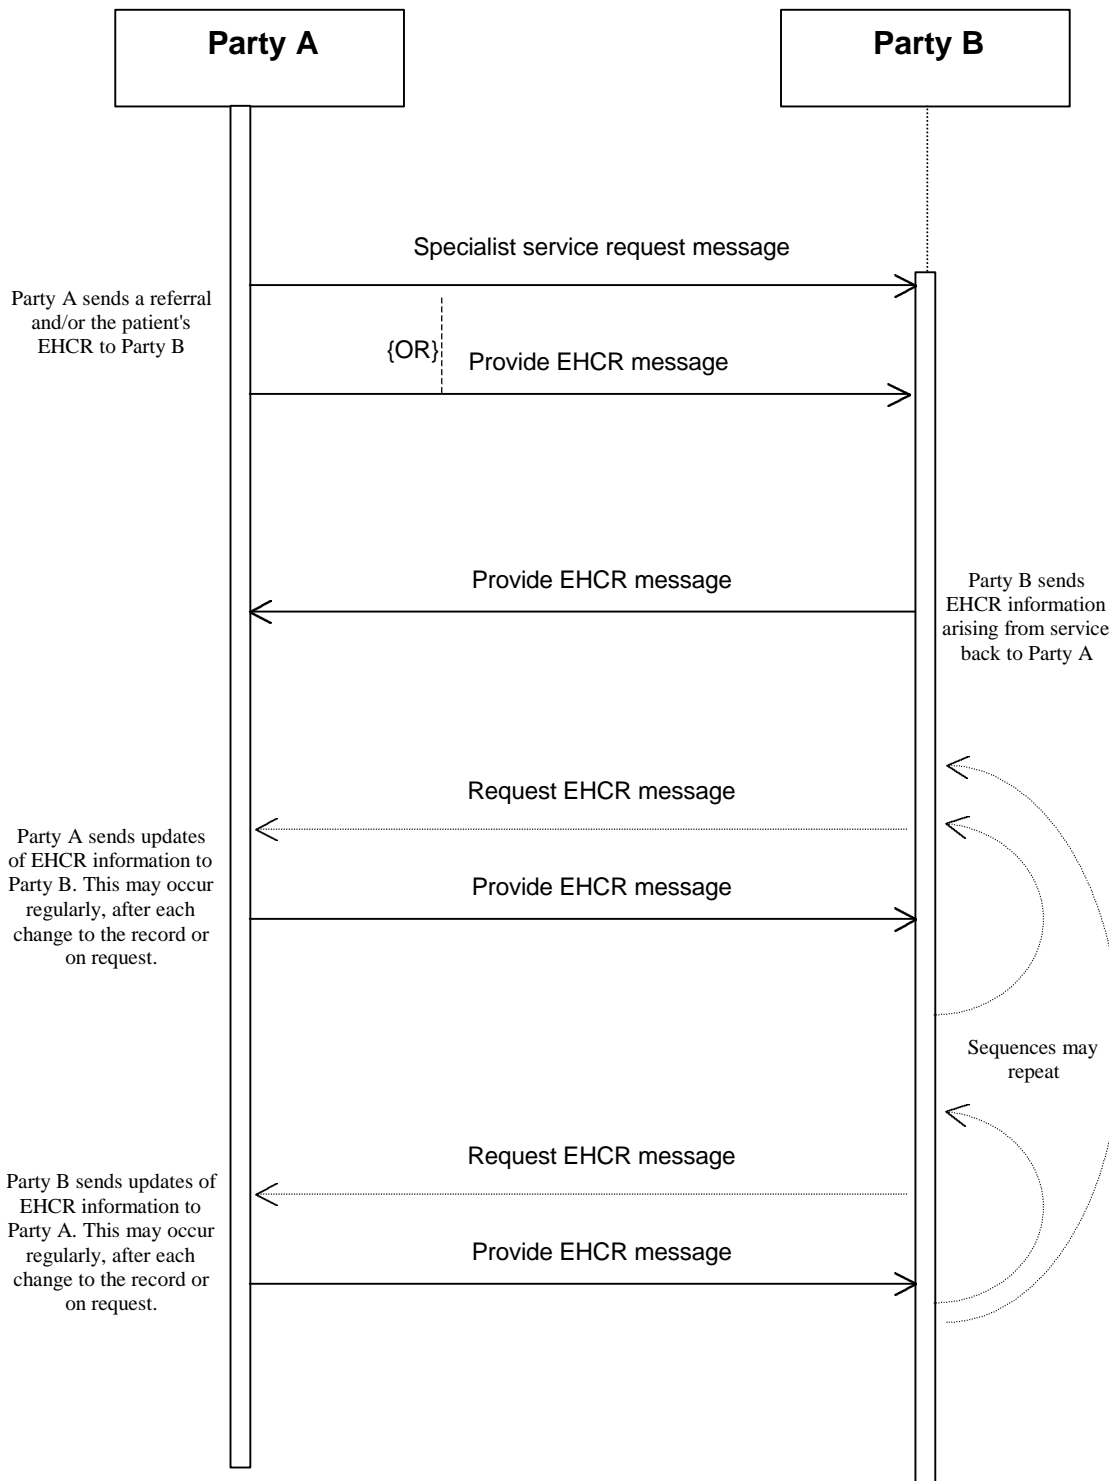 Party A
Party B
Specialist service request message
Party A sends a referral
and/or the patient's
EHCR to Party B
{OR}
Provide EHCR message
Provide EHCR message
Party B sends
EHCR information
arising from service
back to Party A
Request EHCR message
Party A sends updates
of EHCR information to
Party B. This may occur
regularly, after each
change to the record or
on request.
Provide EHCR message
Sequences may
repeat
Request EHCR message
Party B sends updates of
EHCR information to
Party A. This may occur
regularly, after each
change to the record or
on request.
Provide EHCR message